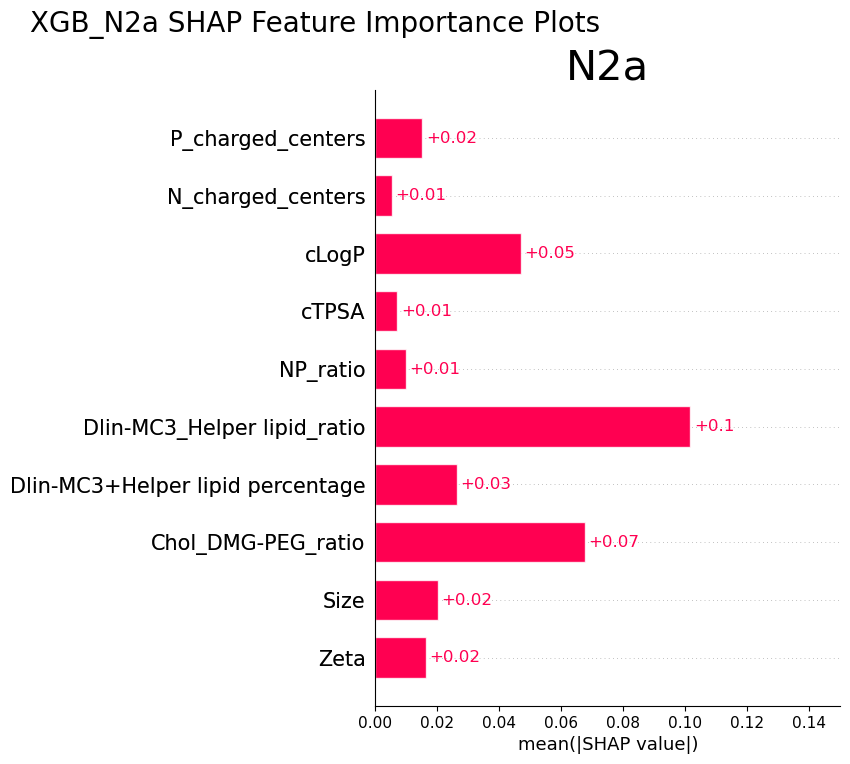 XGB_N2a SHAP Feature Importance Plots
N2a
P_charged_centers +0.02
N_charged_centers +0.01
cLogP +0.05
cTPSA +0.01
NP_ratio +0.01
Dlin-MC3_Helper lipid_ratio +0.1
Dlin-MC3+Helper lipid percentage +0.03
Chol_DMG-PEG_ratio +0.07
Size +0.02
Zeta +0.02
0.00 0.02 0.04 0.06 0.08 0.10 0.12 0.14
mean(|SHAP value|)